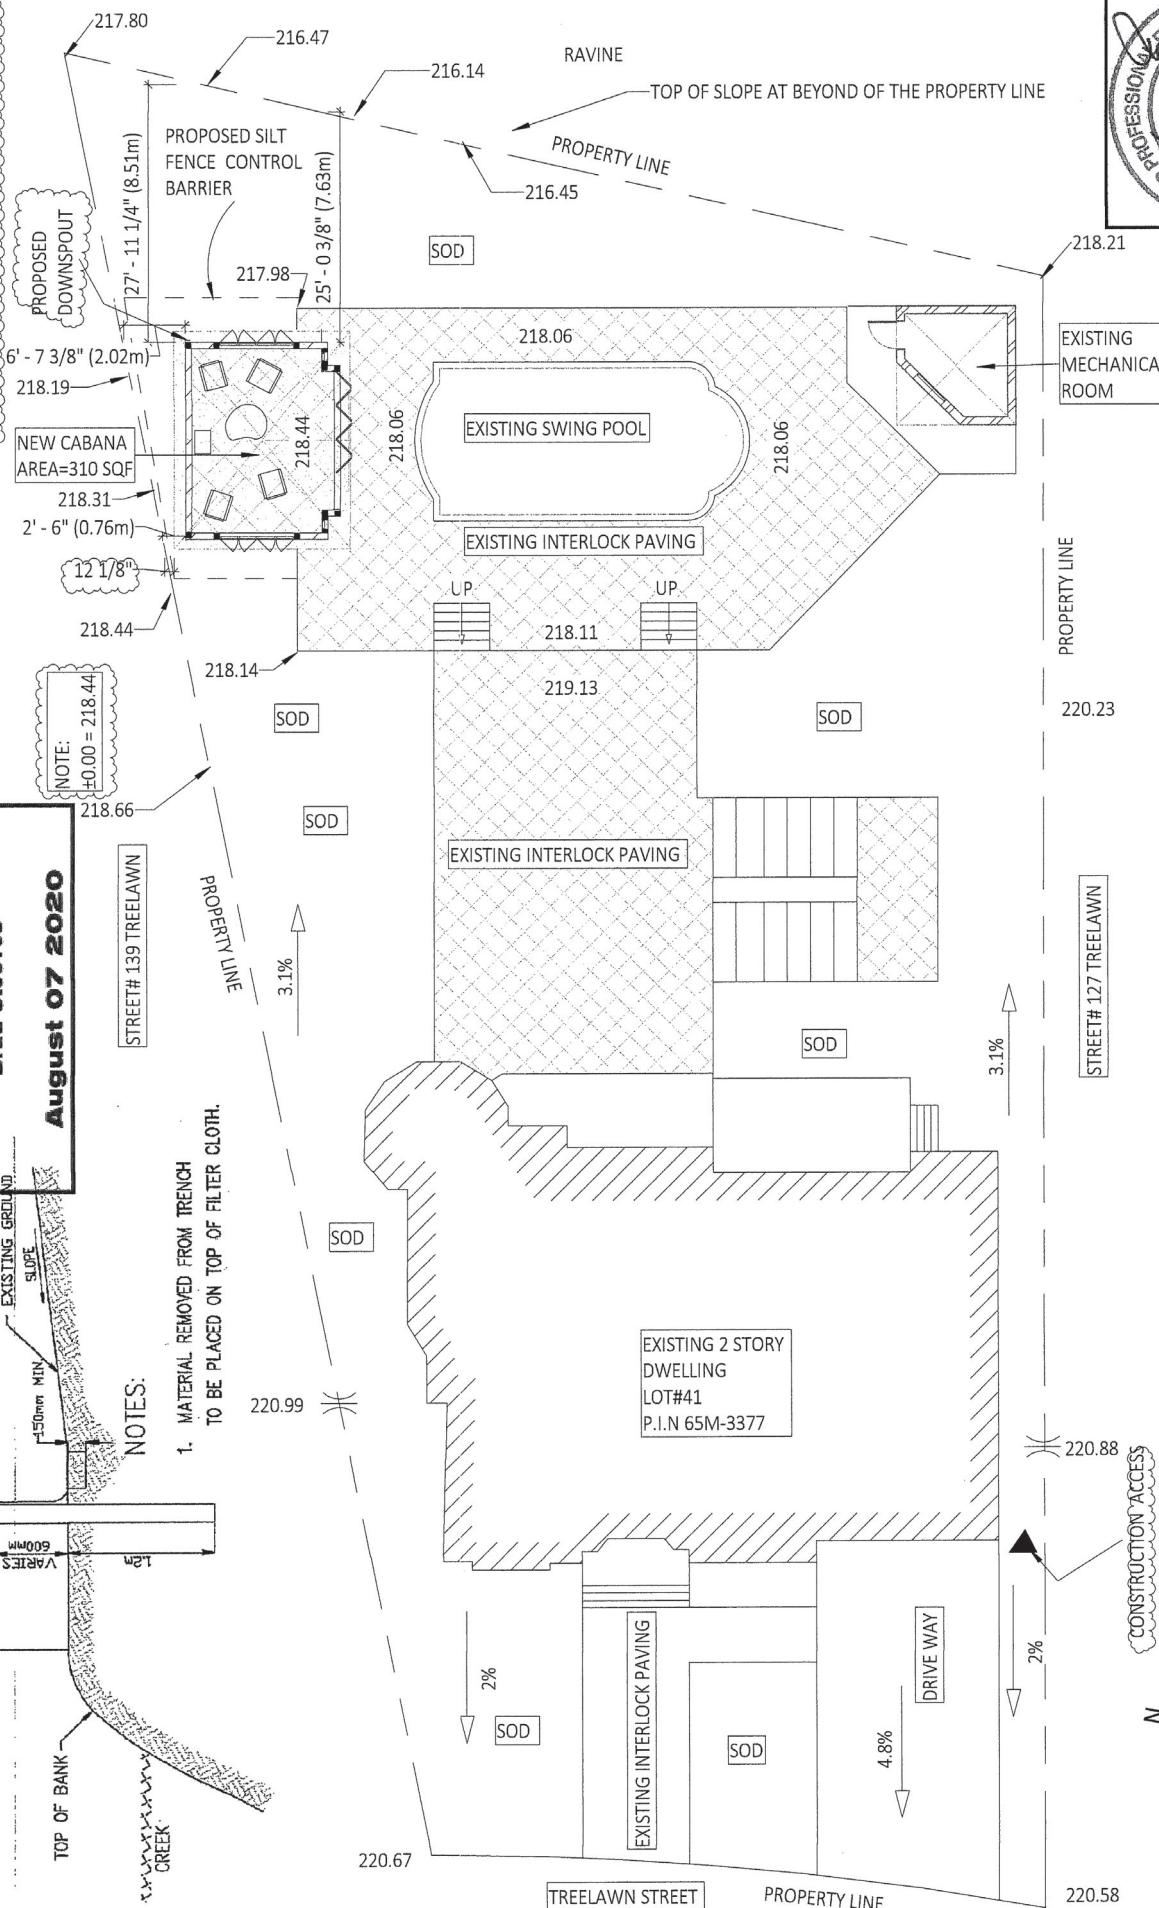 217.80
216.47
216.14
RAVINE
TOP OF SLOPE AT BEYOND OF THE PROPERTY LINE
PROPERTY LINE
216.45
PROPOSED SILT
FENCE CONTROL
BARRIER
27' - 11 1/4" (8.51m)
25' - 0 3/8" (7.63m)
PROPOSED
DOWNSPOUT
PROFESSIONAL
SOD
217.98
218.21
218.06
EXISTING
MECHANICA
ROOM
6' - 7 3/8" (2.02m)
218.19
NEW CABANA
AREA=310 SQF
218.44
218.06
EXISTING SWING POOL
218.06
218.31
2' - 6" (0.76m)
EXISTING INTERLOCK PAVING
12 1/8"
UP
UP
218.44
218.11
218.14
PROPERTY LINE
219.13
NOTE:
±0.00 = 218.44
SOD
SOD
220.23
218.66
SOD
EXISTING INTERLOCK PAVING
August 07 2020
STREET# 139 TREELAWN
PROPERTY LINE
3.1%
STREET# 127 TREELAWN
SOD
3.1%
EXISTING GROUND
SLOPE
150mm MIN
NOTES:
1. MATERIAL REMOVED FROM TRENCH
TO BE PLACED ON TOP OF FILTER CLOTH.
SOD
EXISTING 2 STORY
DWELLING
LOT#41
P.I.N 65M-3377
220.99
220.88
CONSTRUCTION ACCESS
VARIES
600mm
1.2m
2%
SOD
EXISTING INTERLOCK PAVING
SOD
DRIVE WAY
4.8%
2%
N
TOP OF BANK
CREEK
220.67
TREELAWN STREET
PROPERTY LINE
220.58